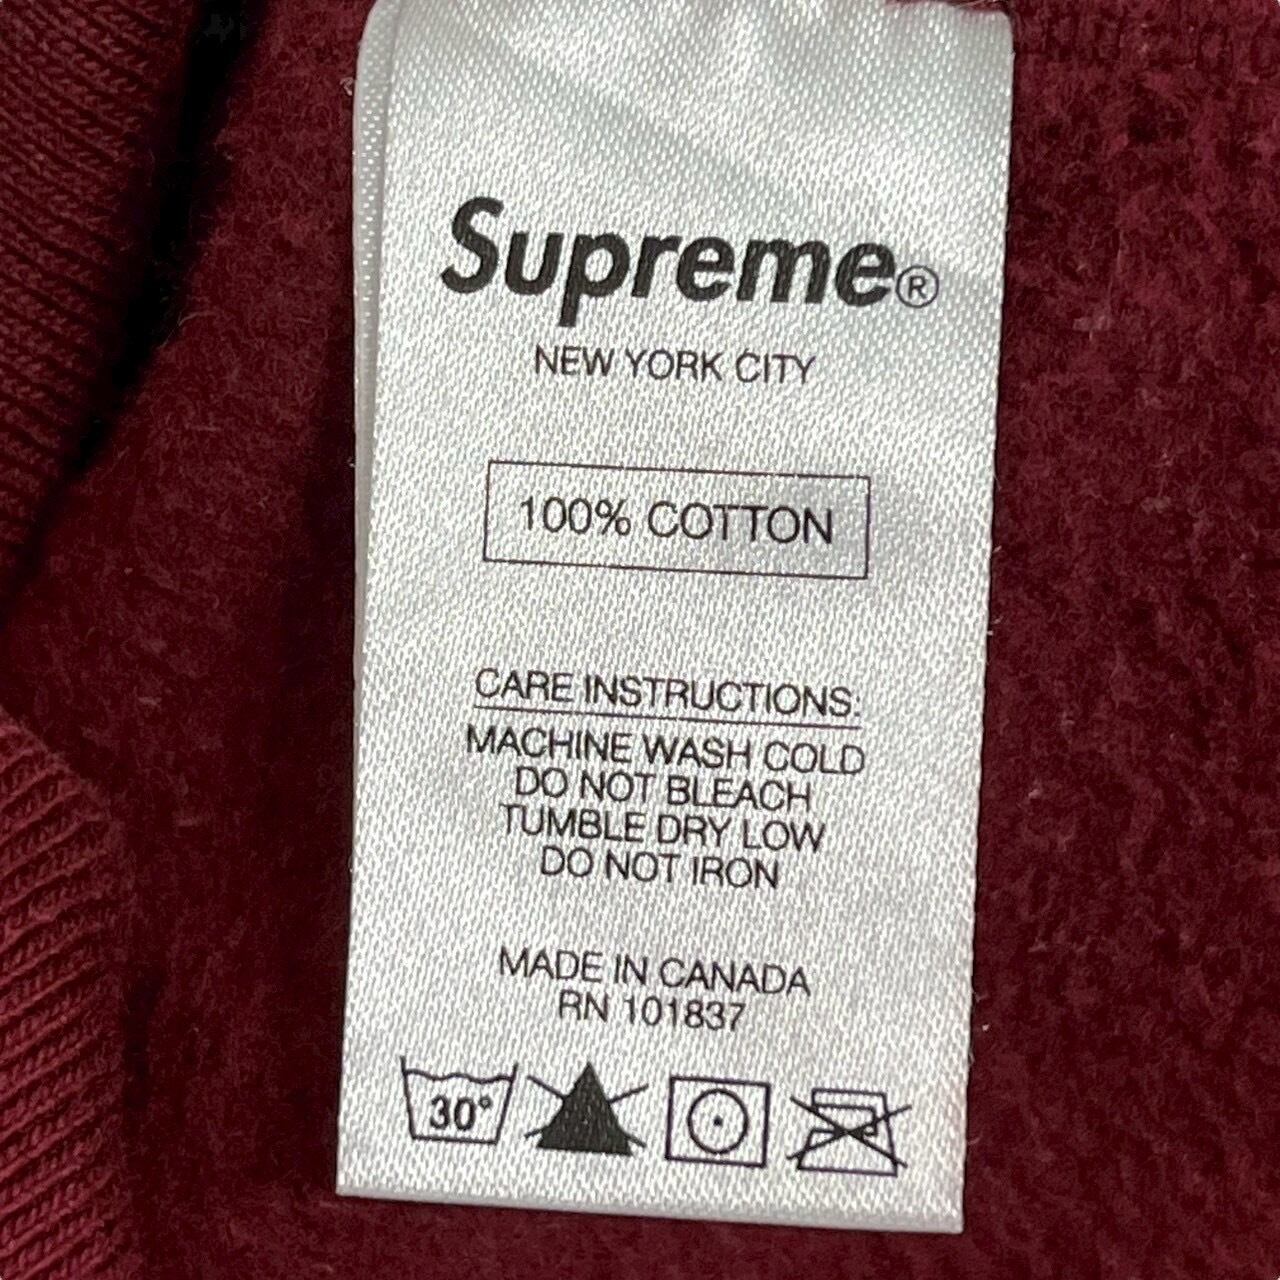 Supreme®
NEW YORK CITY
100% COTTON
CARE INSTRUCTIONS:
MACHINE WASH COLD
DO NOT BLEACH
TUMBLE DRY LOW
DO NOT IRON
MADE IN CANADA
RN 101837
30°